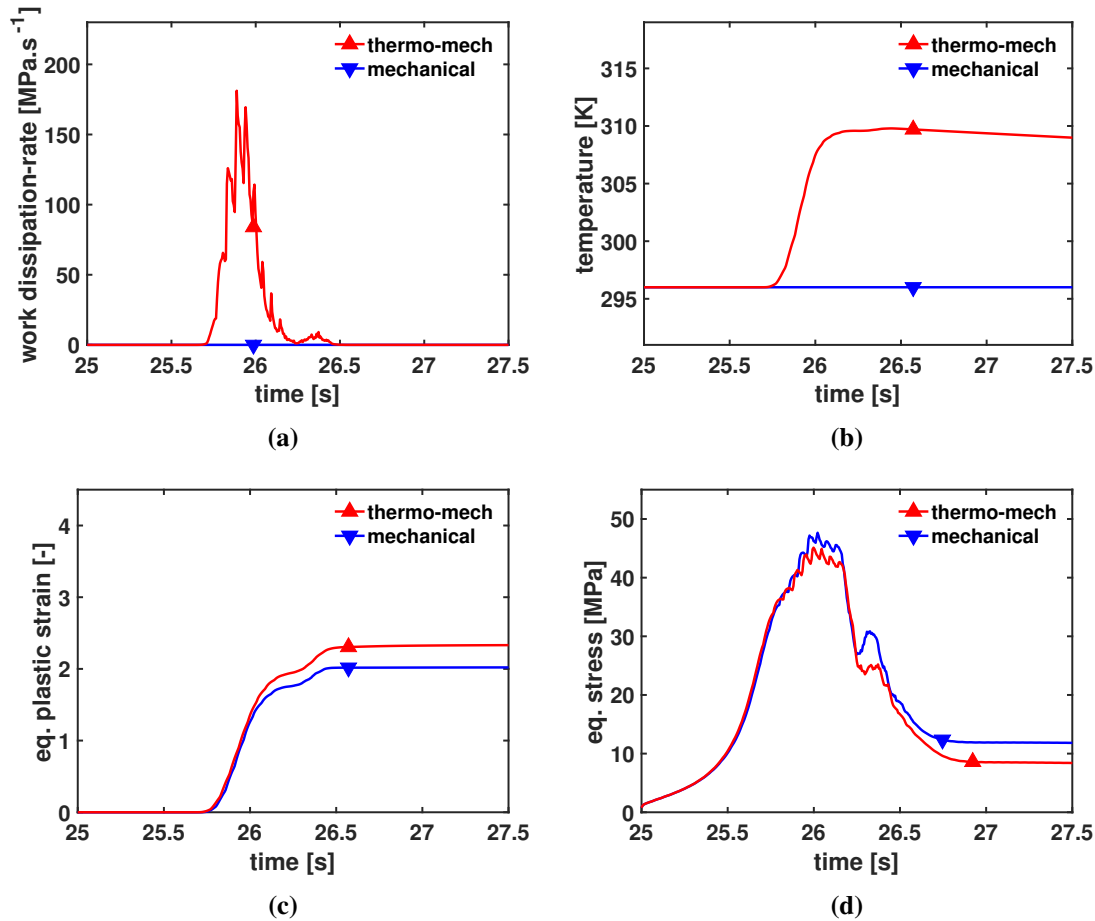 work dissipation-rate [MPa.s⁻¹]
200
150
100
50
0
thermo-mech
mechanical
25 25.5 26 26.5 27 27.5
time [s]
(a)
temperature [K]
315
310
305
300
295
thermo-mech
mechanical
25 25.5 26 26.5 27 27.5
time [s]
(b)
eq. plastic strain [-]
4
3
2
1
0
thermo-mech
mechanical
25 25.5 26 26.5 27 27.5
time [s]
(c)
eq. stress [MPa]
50
40
30
20
10
0
thermo-mech
mechanical
25 25.5 26 26.5 27 27.5
time [s]
(d)